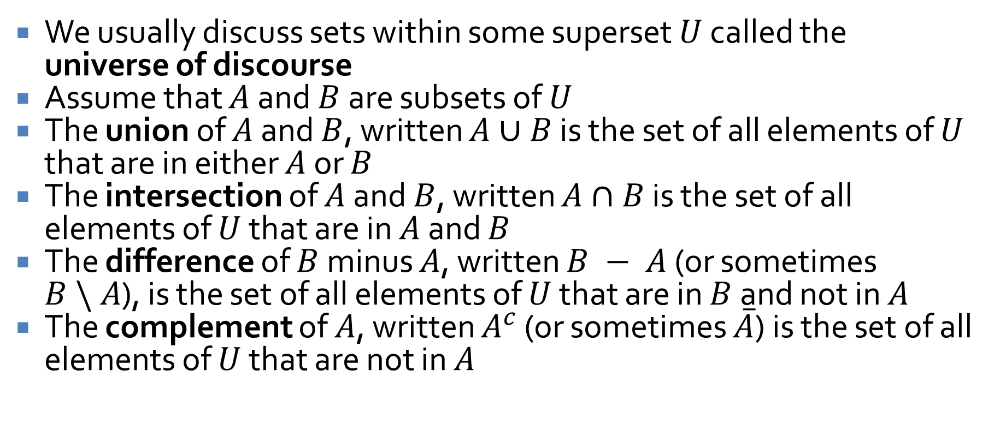 ▪ We usually discuss sets within some superset U called the
universe of discourse
▪ Assume that A and B are subsets of U
▪ The union of A and B, written A ∪ B is the set of all elements of U
that are in either A or B
▪ The intersection of A and B, written A ∩ B is the set of all
elements of U that are in A and B
▪ The difference of B minus A, written B − A (or sometimes
B \ A), is the set of all elements of U that are in B and not in A
▪ The complement of A, written Aᶜ (or sometimes A̅) is the set of all
elements of U that are not in A